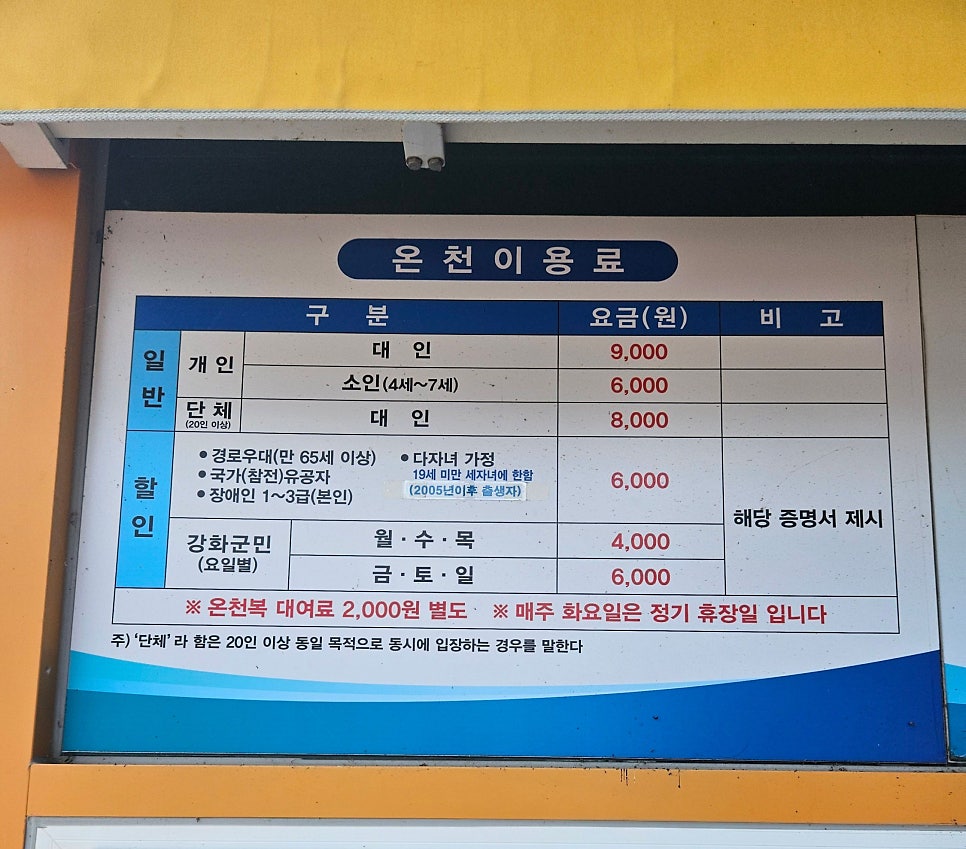 온천이용료
구 분 요금(원) 비 고
일반 개인 대 인 9,000
소인(4세~7세) 6,000
단체 (20인 이상) 대 인 8,000
할인 • 경로우대(만 65세 이상) • 다자녀 가정
• 국가(참전)유공자 19세 미만 세자녀에 한함
• 장애인 1~3급(본인) (2005년이후 출생자)
6,000 해당 증명서 제시
강화군민 (요일별) 월·수·목 4,000
금·토·일 6,000
※ 온천복 대여료 2,000원 별도 ※ 매주 화요일은 정기 휴장일 입니다
주) '단체'라 함은 20인 이상 동일 목적으로 동시에 입장하는 경우를 말한다